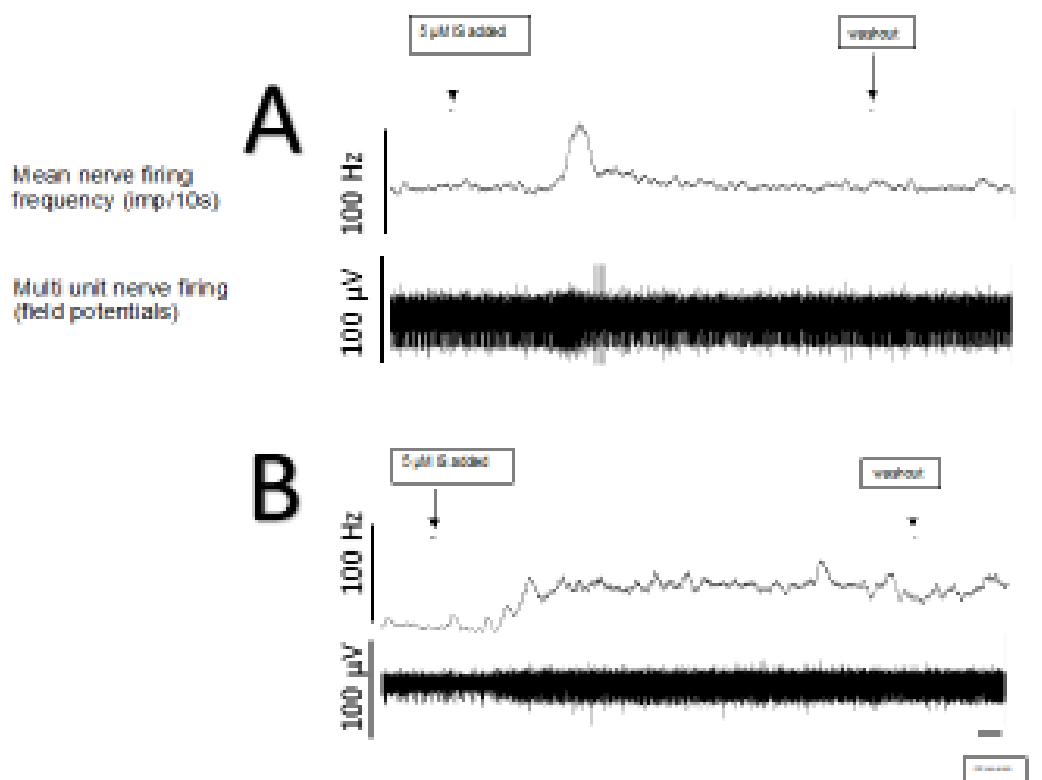 5 µM IS added
washout
A
Mean nerve firing
frequency (imp/10s)
100 Hz
Multi unit nerve firing
(field potentials)
100 µV
B
5 µM IS added
washout
100 Hz
100 µV